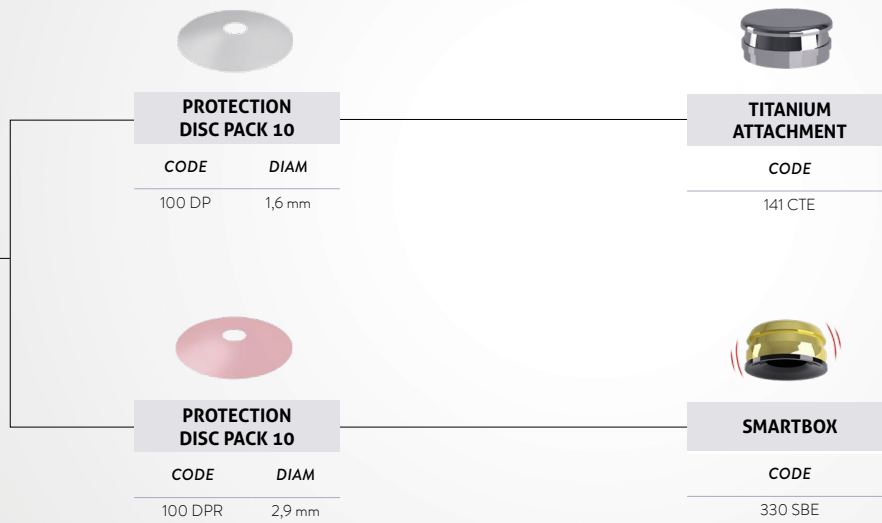 PROTECTION
DISC PACK 10
CODE DIAM
100 DP 1,6 mm
TITANIUM
ATTACHMENT
CODE
141 CTE
PROTECTION
DISC PACK 10
CODE DIAM
100 DPR 2,9 mm
SMARTBOX
CODE
330 SBE